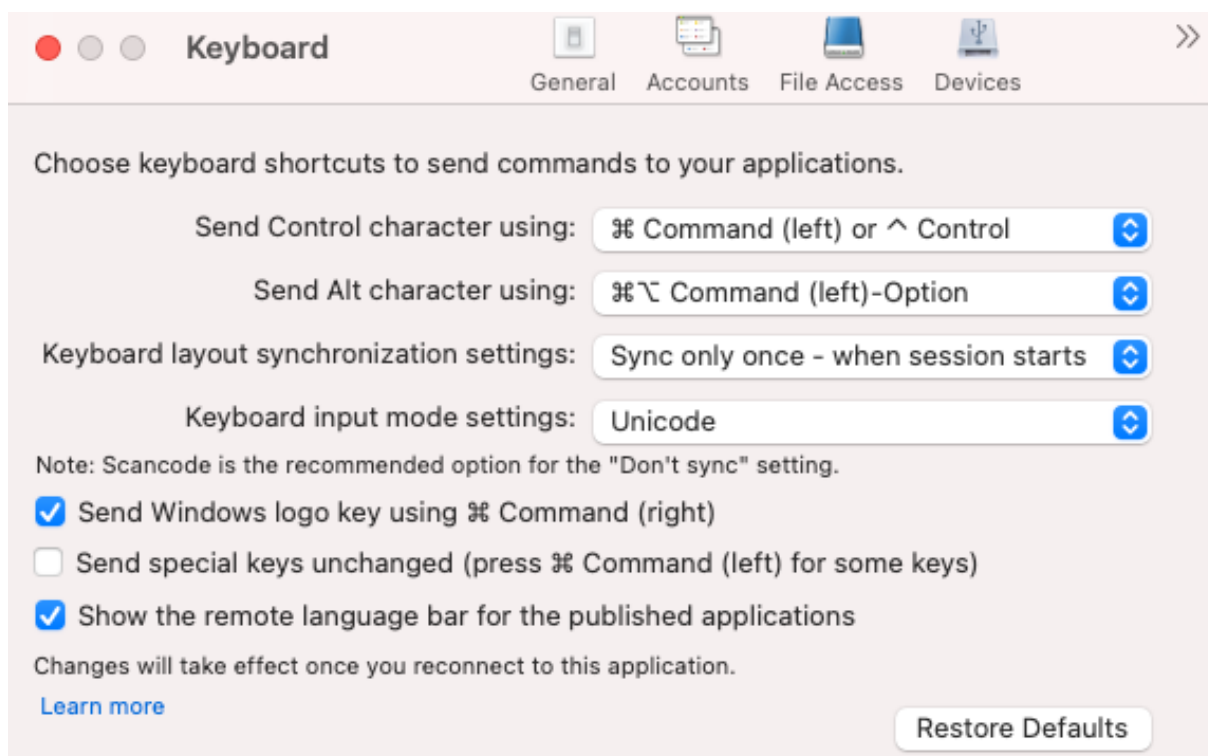 Keyboard
General Accounts File Access Devices
Choose keyboard shortcuts to send commands to your applications.
Send Control character using: ⌘ Command (left) or ^ Control
Send Alt character using: ⌘⌥ Command (left)-Option
Keyboard layout synchronization settings: Sync only once - when session starts
Keyboard input mode settings: Unicode
Note: Scancode is the recommended option for the "Don't sync" setting.
Send Windows logo key using ⌘ Command (right)
Send special keys unchanged (press ⌘ Command (left) for some keys)
Show the remote language bar for the published applications
Changes will take effect once you reconnect to this application.
Learn more
Restore Defaults